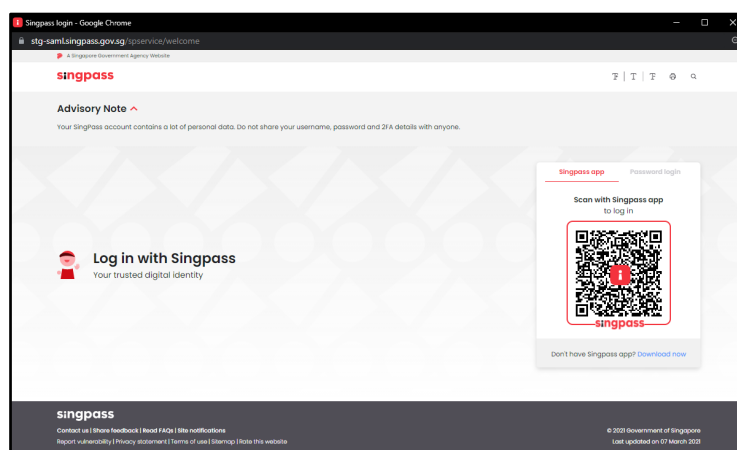 Singpass login - Google Chrome
stg-saml.singpass.gov.sg/spservice/welcome
A Singapore Government Agency Website
singpass
T | T | T
Advisory Note
Your SingPass account contains a lot of personal data. Do not share your username, password and 2FA details with anyone.
Singpass app Password login
Scan with Singpass app
to log in
singpass
Log in with Singpass
Your trusted digital identity
Don't have Singpass app? Download now
singpass
Contact us | Share feedback | Read FAQs | Site notifications
Report vulnerability | Privacy statement | Terms of use | Sitemap | Rate this website
© 2021 Government of Singapore
Last updated on 07 March 2021